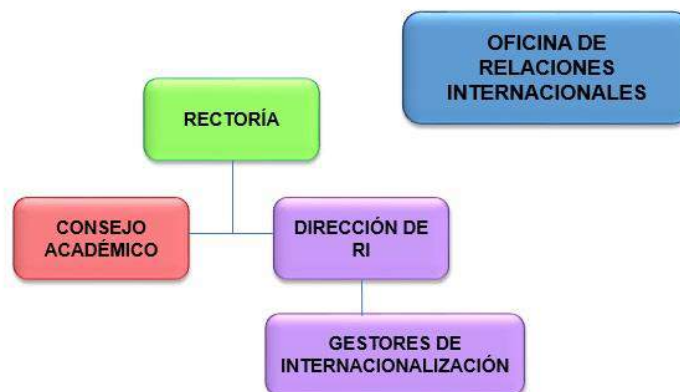 OFICINA DE
RELACIONES
INTERNACIONALES
RECTORÍA
CONSEJO
ACADÉMICO
DIRECCIÓN DE
RI
GESTORES DE
INTERNACIONALIZACIÓN